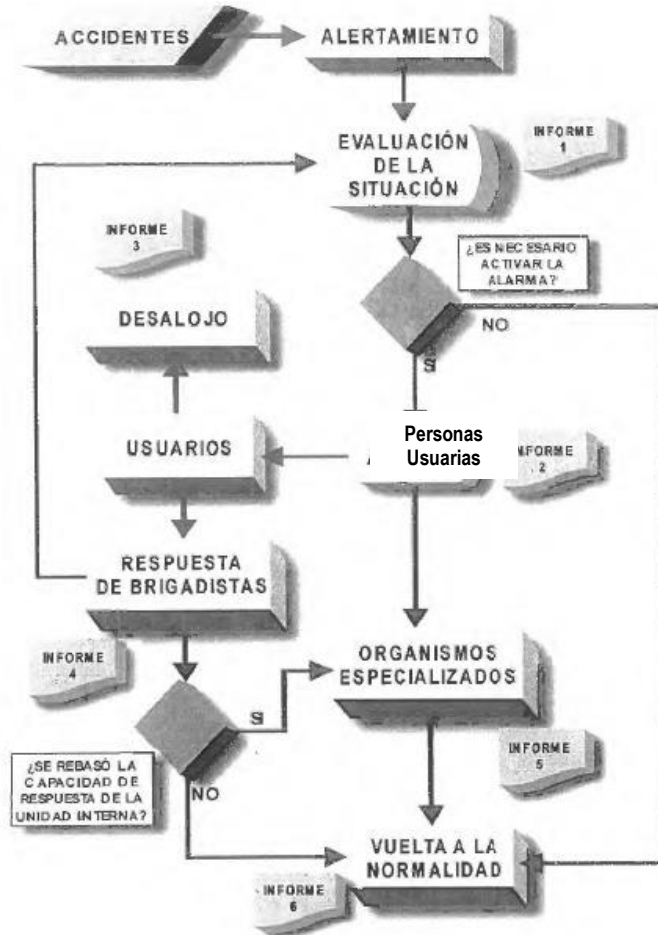 ACCIDENTES
ALERTAMIENTO
EVALUACIÓN
DE LA
SITUACIÓN
INFORME
1
INFORME
3
¿ES NECESARIO
ACTIVAR LA
ALARMA?
NO
SI
DESALOJO
USUARIOS
Personas
Usuarias
INFORME
2
RESPUESTA
DE BRIGADISTAS
INFORME
4
SI
ORGANISMOS
ESPECIALIZADOS
¿SE REBASÓ LA
CAPACIDAD DE
RESPUESTA DE LA
UNIDAD INTERNA?
NO
INFORME
5
VUELTA A LA
NORMALIDAD
INFORME
6